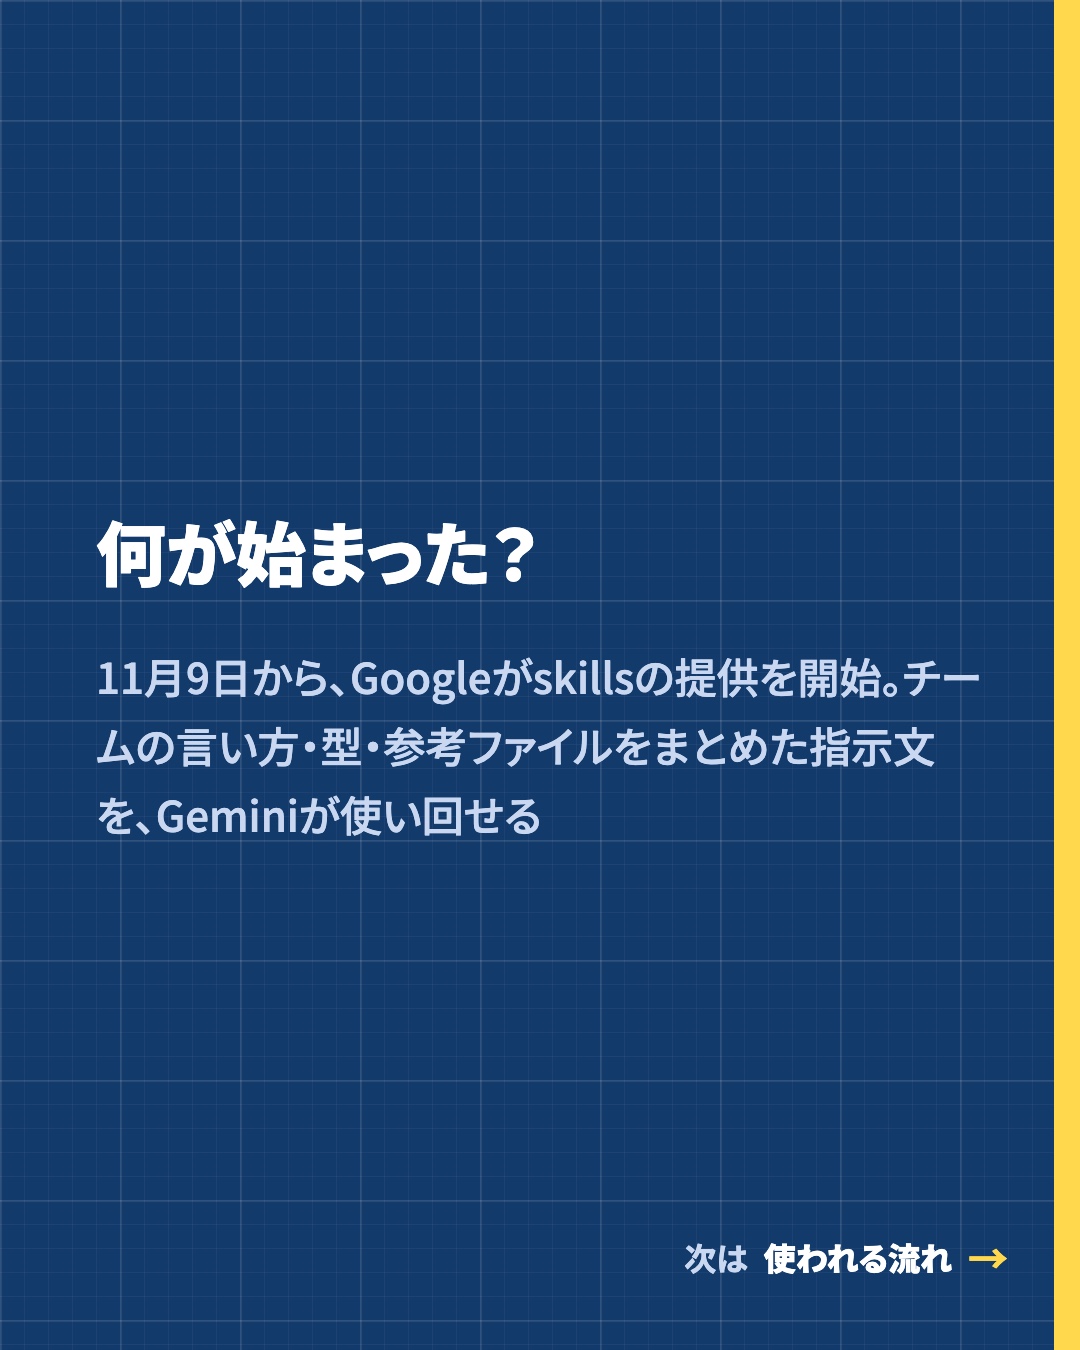 何が始まった？
11月9日から、Googleがskillsの提供を開始。チー
ムの言い方・型・参考ファイルをまとめた指示文
を、Geminiが使い回せる
次は 使われる流れ →